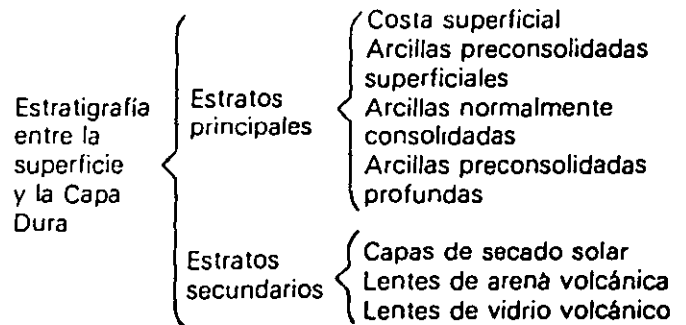 Estratigrafía
entre la
superficie
y la Capa
Dura
Estratos
principales
Costa superficial
Arcillas preconsolidadas
superficiales
Arcillas normalmente
consolidadas
Arcillas preconsolidadas
profundas
Estratos
secundarios
Capas de secado solar
Lentes de arena volcánica
Lentes de vidrio volcánico